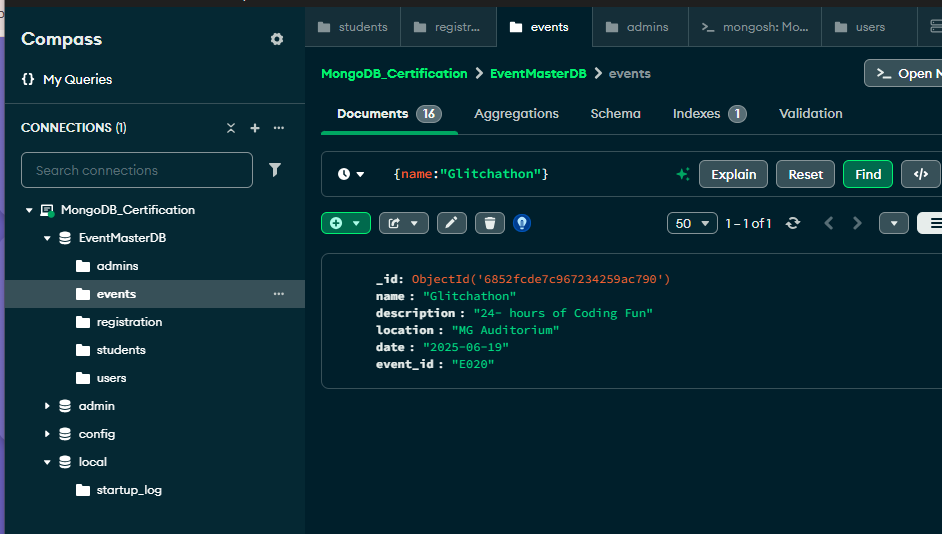 Compass
{} My Queries
CONNECTIONS (1)
Search connections
MongoDB_Certification
EventMasterDB
admins
events
registration
students
users
admin
config
local
startup_log
students
registr...
events
admins
mongosh: Mo...
users
MongoDB_Certification > EventMasterDB > events
>_ Open
Documents 16 Aggregations Schema Indexes 1 Validation
{name:"Glitchathon"}
Explain Reset Find </>
50 1 – 1 of 1
_id: ObjectId('6852fcde7c967234259ac790')
name : "Glitchathon"
description : "24- hours of Coding Fun"
location : "MG Auditorium"
date : "2025-06-19"
event_id : "E020"